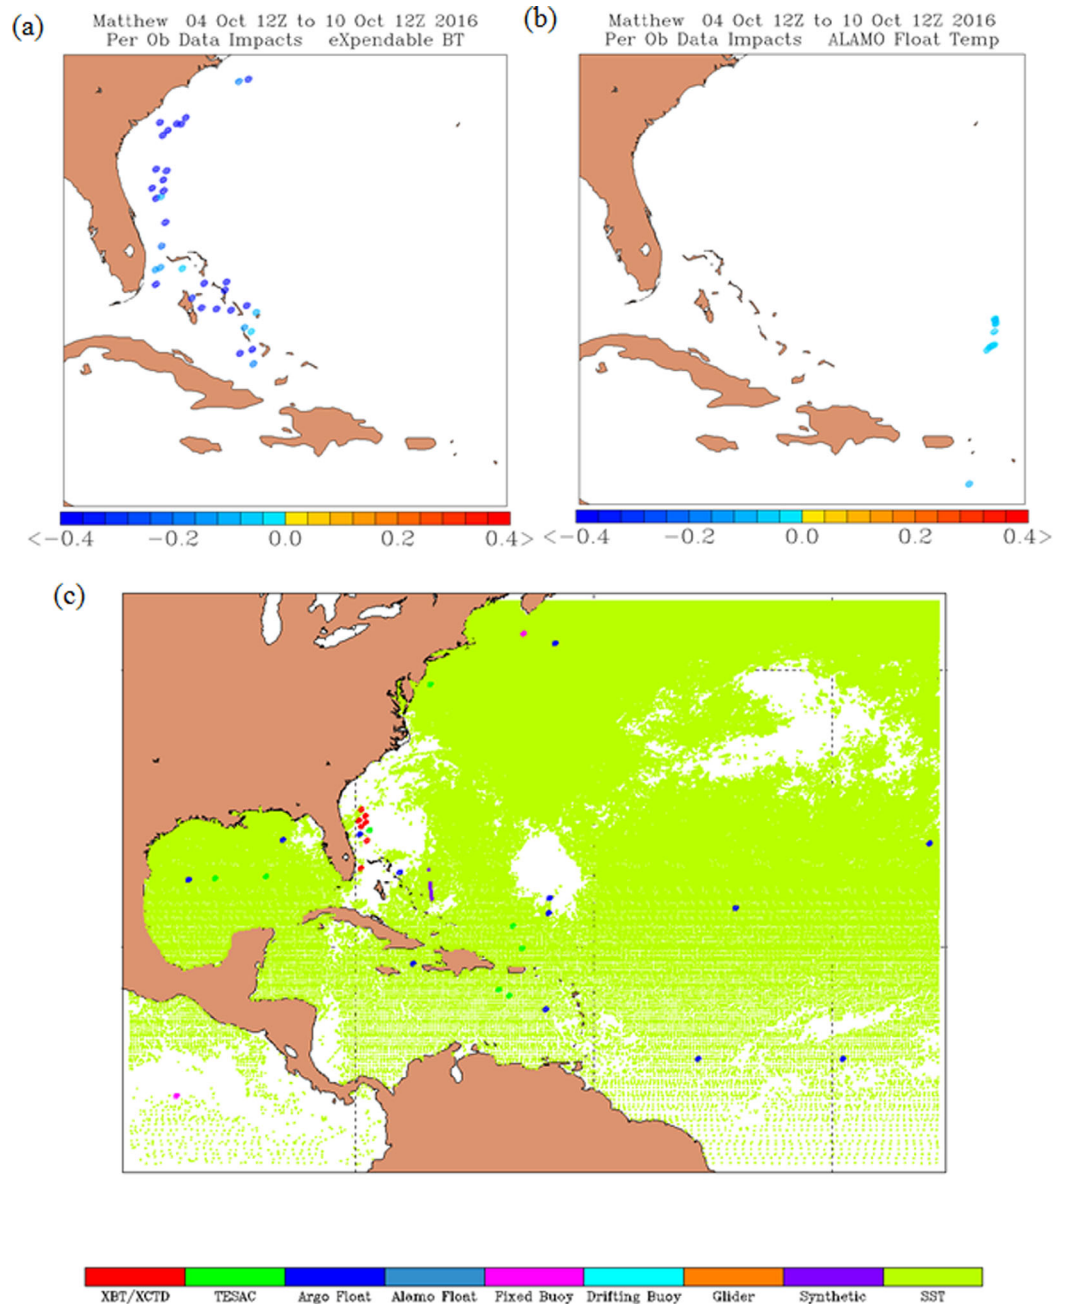 (a)
Matthew 04 Oct 12Z to 10 Oct 12Z 2016
Per Ob Data Impacts eXpendable BT
<-0.4 -0.2 0.0 0.2 0.4>
(b)
Matthew 04 Oct 12Z to 10 Oct 12Z 2016
Per Ob Data Impacts ALAMO Float Temp
<-0.4 -0.2 0.0 0.2 0.4>
(c)
XBT/XCTD TESAC Argo Float Alamo Float Fixed Buoy Drifting Buoy Glider Synthetic SST